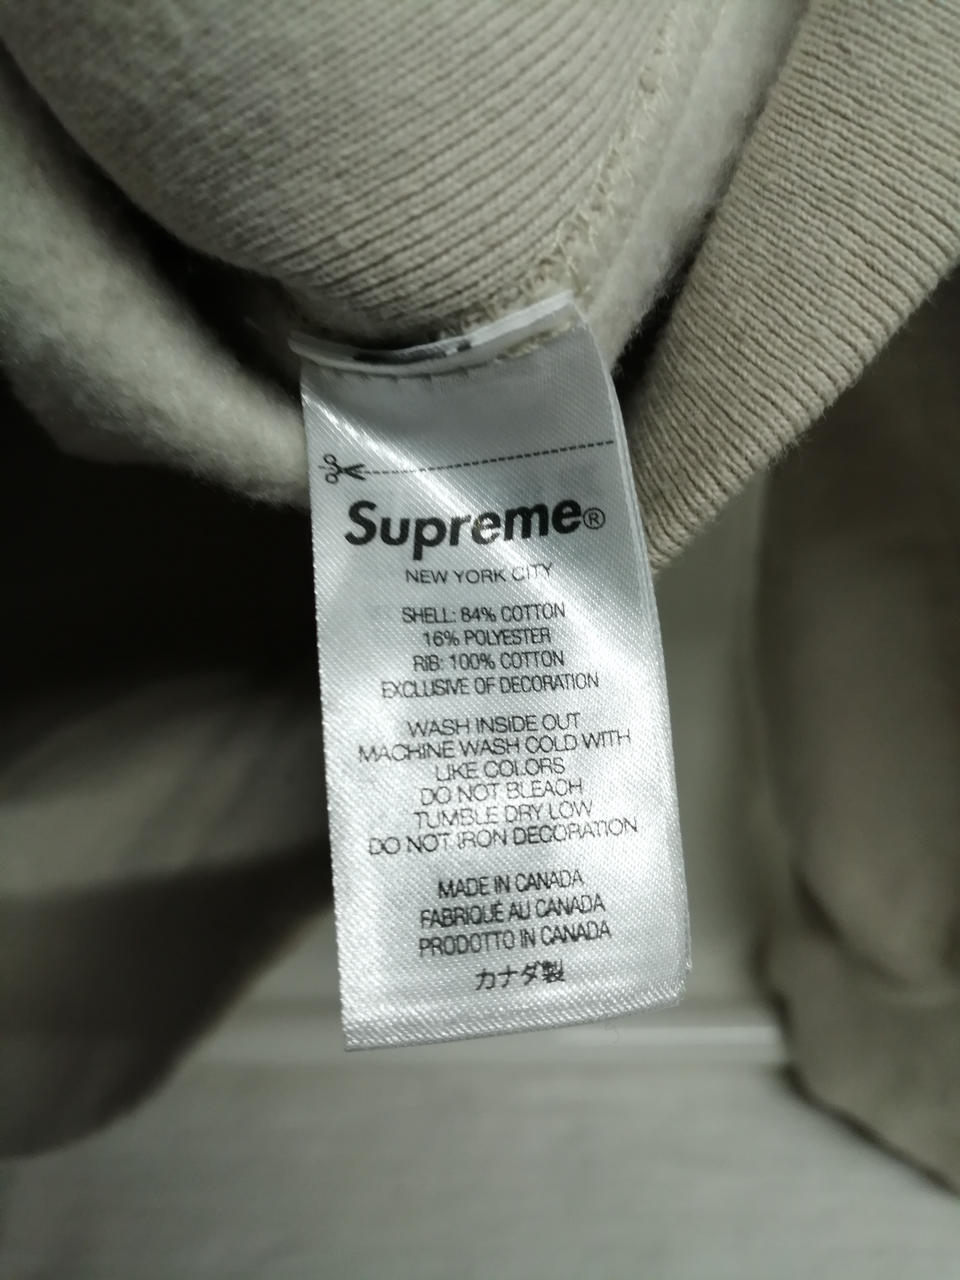 Supreme®
NEW YORK CITY
SHELL: 84% COTTON
16% POLYESTER
RIB: 100% COTTON
EXCLUSIVE OF DECORATION
WASH INSIDE OUT
MACHINE WASH COLD WITH
LIKE COLORS
DO NOT BLEACH
TUMBLE DRY LOW
DO NOT IRON DECORATION
MADE IN CANADA
FABRIQUÉ AU CANADA
PRODOTTO IN CANADA
カナダ製